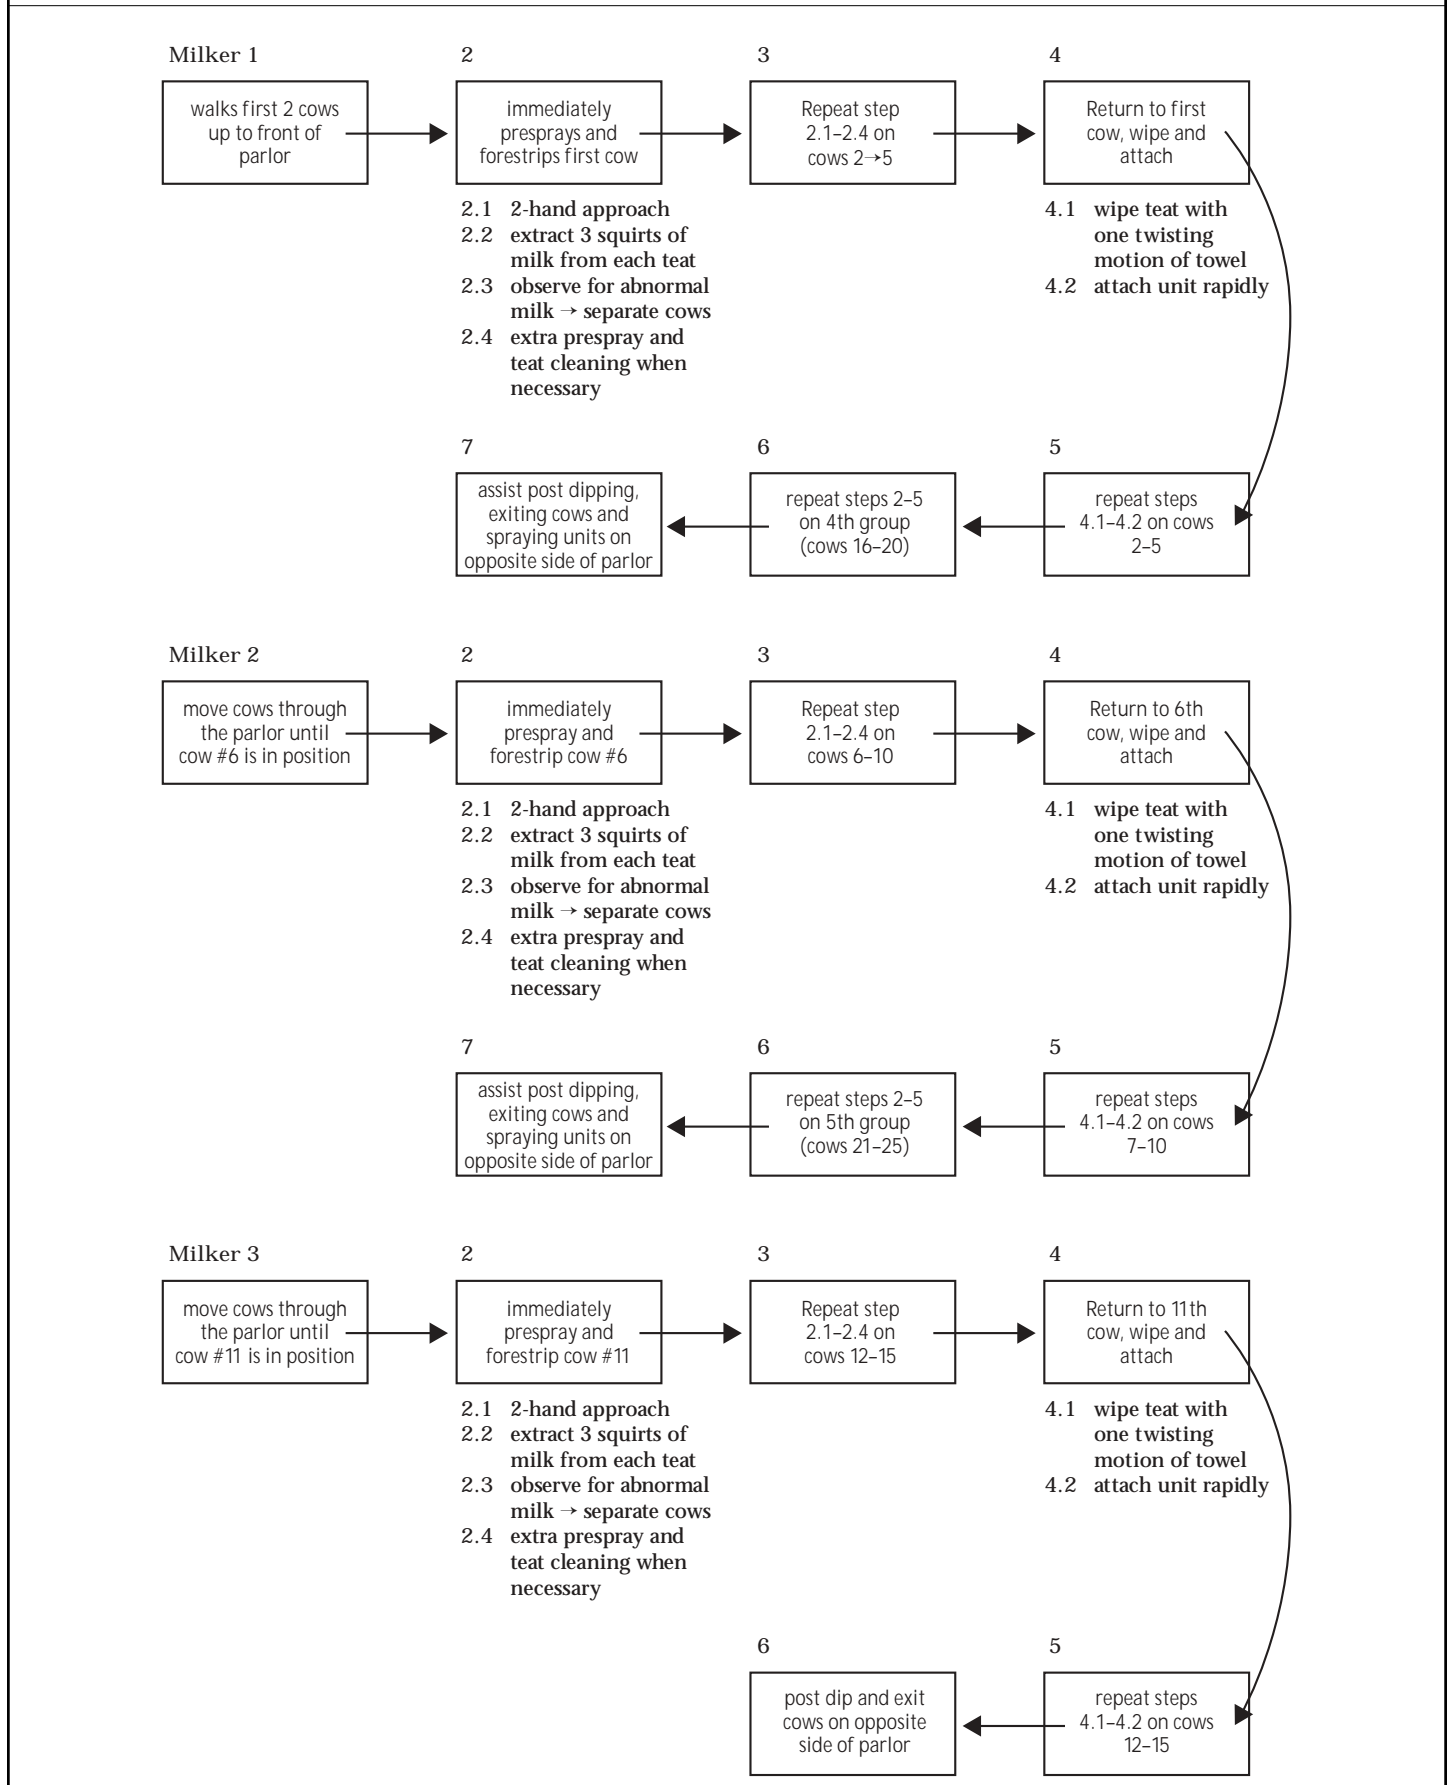 Milker 1
walks first 2 cows
up to front of
parlor
2
immediately
presprays and
forestrips first cow
2.1 2-hand approach
2.2 extract 3 squirts of
milk from each teat
2.3 observe for abnormal
milk → separate cows
2.4 extra prespray and
teat cleaning when
necessary
3
Repeat step
2.1–2.4 on
cows 2→5
4
Return to first
cow, wipe and
attach
4.1 wipe teat with
one twisting
motion of towel
4.2 attach unit rapidly
5
repeat steps
4.1–4.2 on cows
2–5
6
repeat steps 2–5
on 4th group
(cows 16–20)
7
assist post dipping,
exiting cows and
spraying units on
opposite side of parlor
Milker 2
move cows through
the parlor until
cow #6 is in position
2
immediately
prespray and
forestrip cow #6
2.1 2-hand approach
2.2 extract 3 squirts of
milk from each teat
2.3 observe for abnormal
milk → separate cows
2.4 extra prespray and
teat cleaning when
necessary
3
Repeat step
2.1–2.4 on
cows 6–10
4
Return to 6th
cow, wipe and
attach
4.1 wipe teat with
one twisting
motion of towel
4.2 attach unit rapidly
5
repeat steps
4.1–4.2 on cows
7–10
6
repeat steps 2–5
on 5th group
(cows 21–25)
7
assist post dipping,
exiting cows and
spraying units on
opposite side of parlor
Milker 3
move cows through
the parlor until
cow #11 is in position
2
immediately
prespray and
forestrip cow #11
2.1 2-hand approach
2.2 extract 3 squirts of
milk from each teat
2.3 observe for abnormal
milk → separate cows
2.4 extra prespray and
teat cleaning when
necessary
3
Repeat step
2.1–2.4 on
cows 12–15
4
Return to 11th
cow, wipe and
attach
4.1 wipe teat with
one twisting
motion of towel
4.2 attach unit rapidly
5
repeat steps
4.1–4.2 on cows
12–15
6
post dip and exit
cows on opposite
side of parlor